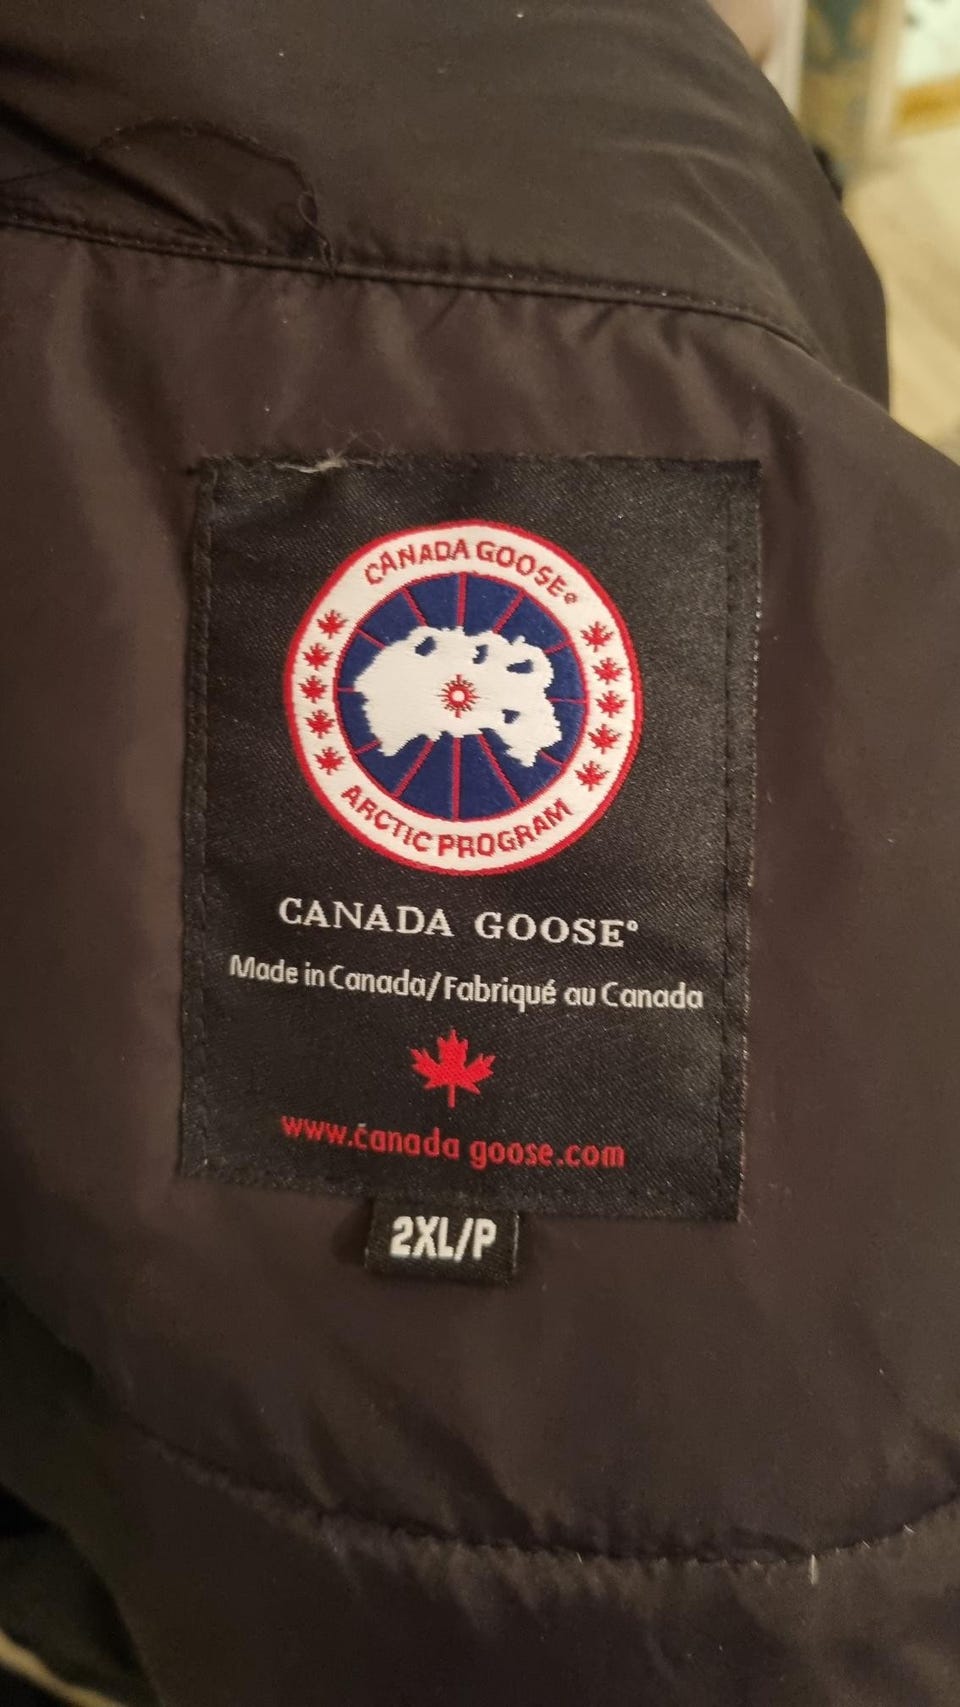 CANADA GOOSE®
ARCTIC PROGRAM
CANADA GOOSE®
Made in Canada/Fabriqué au Canada
www.canada goose.com
2XL/P